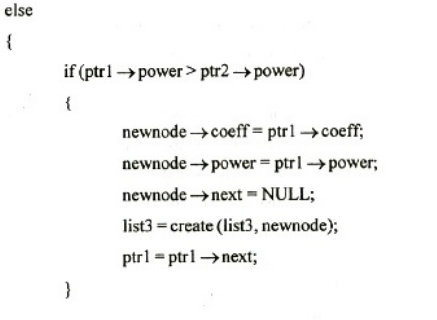 else
{
if (ptr1 → power > ptr2 → power)
{
newnode → coeff = ptr1 → coeff;
newnode → power = ptr1 → power;
newnode → next = NULL;
list3 = create (list3, newnode);
ptr1 = ptr1 → next;
}